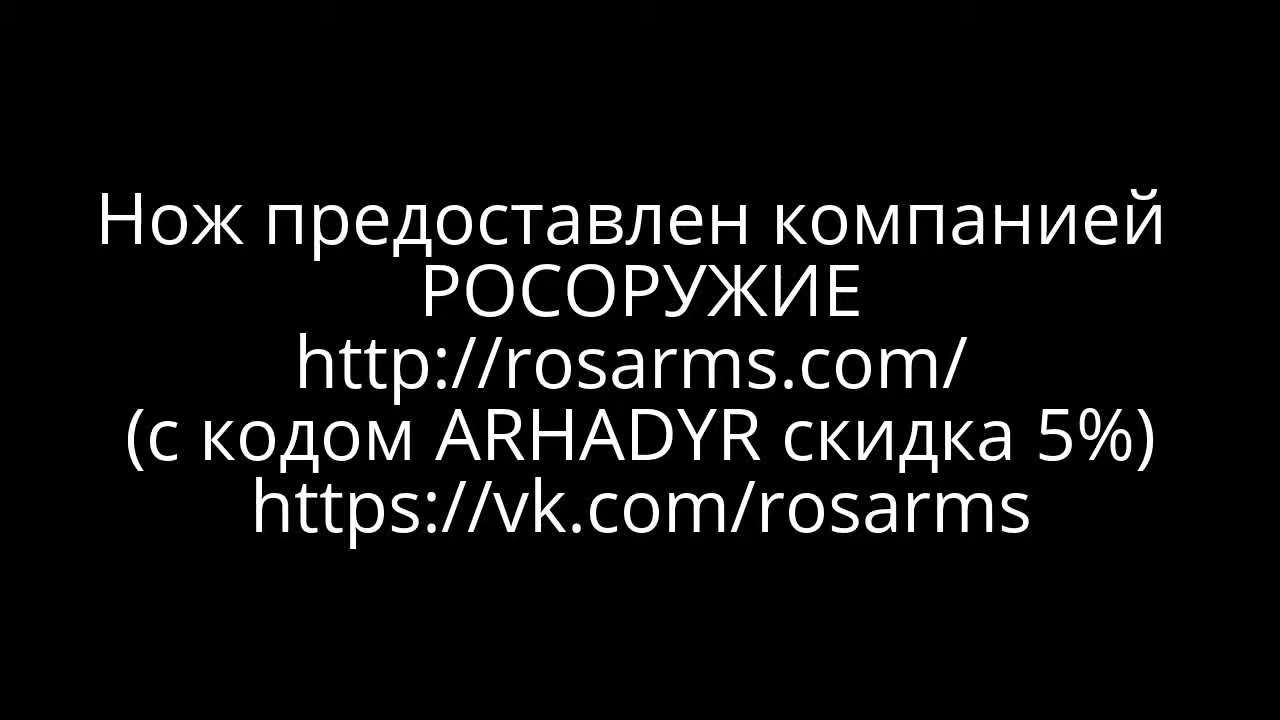 Нож предоставлен компанией
РОСОРУЖИЕ
http://rosarms.com/
(с кодом ARHADYR скидка 5%)
https://vk.com/rosarms